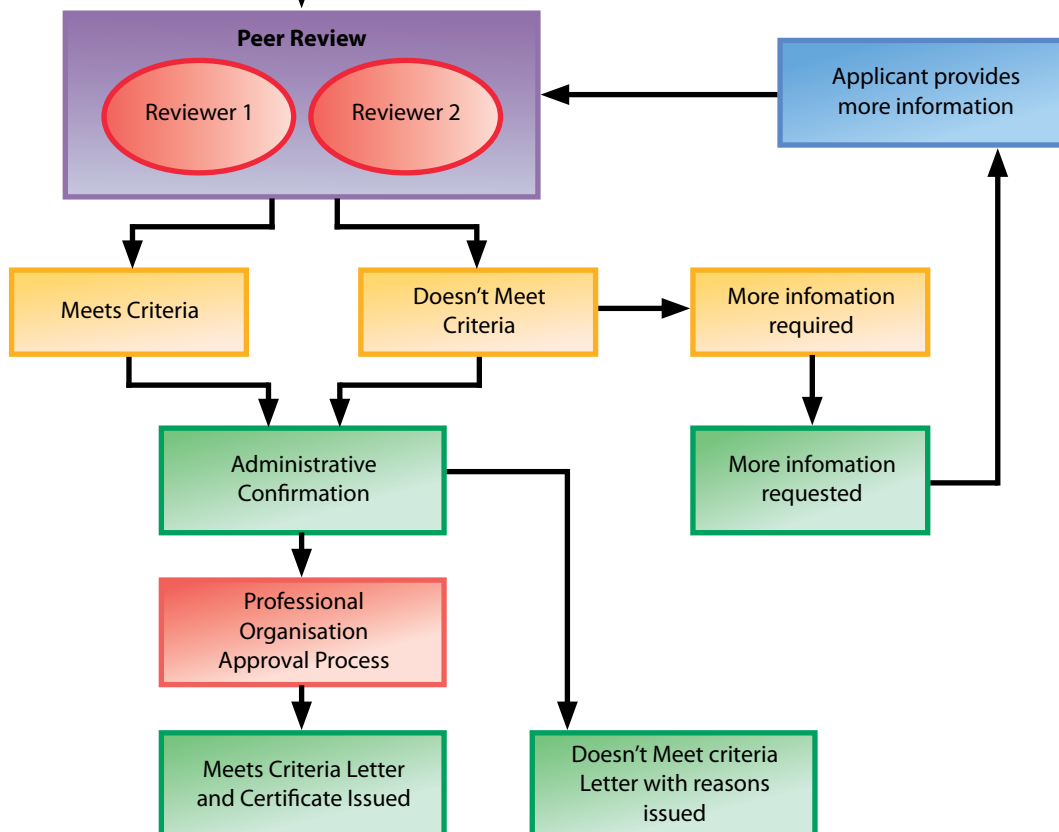 Peer Review
Reviewer 1
Reviewer 2
Applicant provides
more information
Meets Criteria
Doesn't Meet
Criteria
More infomation
required
Administrative
Confirmation
More infomation
requested
Professional
Organisation
Approval Process
Meets Criteria Letter
and Certificate Issued
Doesn't Meet criteria
Letter with reasons
issued